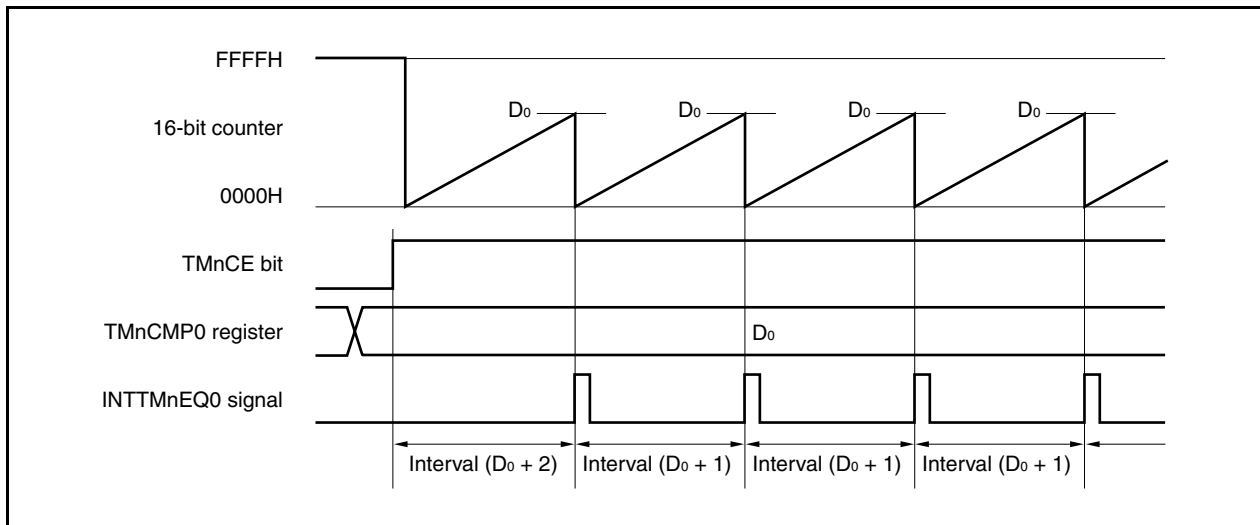 FFFFH
D₀ D₀ D₀ D₀
16-bit counter
0000H
TMnCE bit
TMnCMP0 register D₀
INTTMnEQ0 signal
Interval (D₀ + 2) Interval (D₀ + 1) Interval (D₀ + 1) Interval (D₀ + 1)